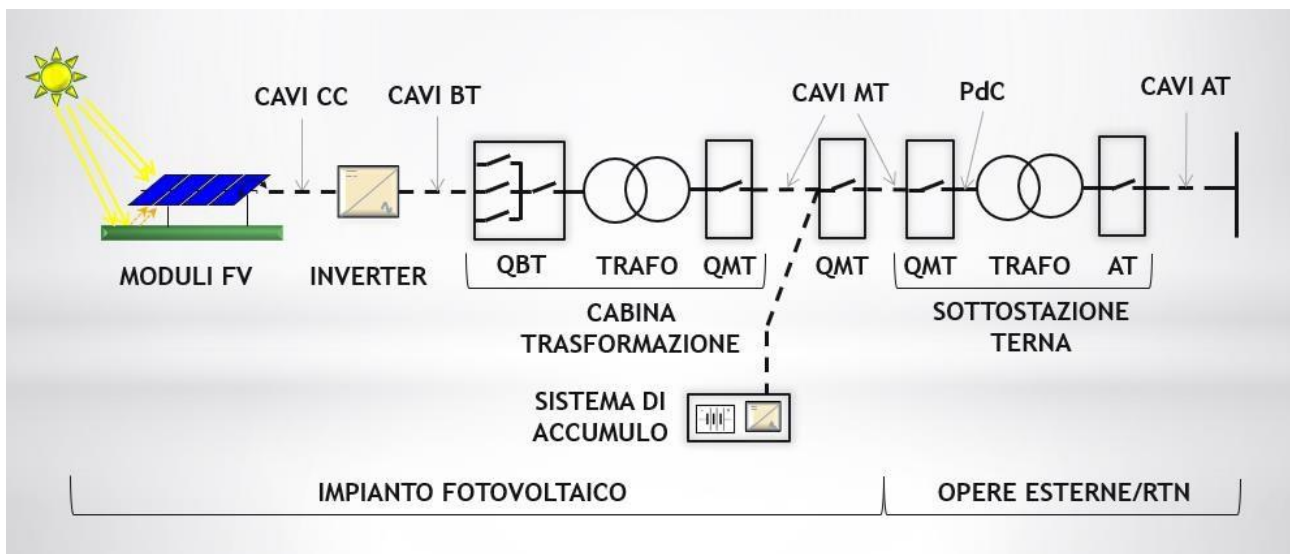 CAVI CC
CAVI BT
CAVI MT
PdC
CAVI AT
MODULI FV
INVERTER
QBT
TRAFO
QMT
QMT
QMT
TRAFO
AT
CABINA
TRASFORMAZIONE
SOTTOSTAZIONE
TERNA
SISTEMA DI
ACCUMULO
IMPIANTO FOTOVOLTAICO
OPERE ESTERNE/RTN